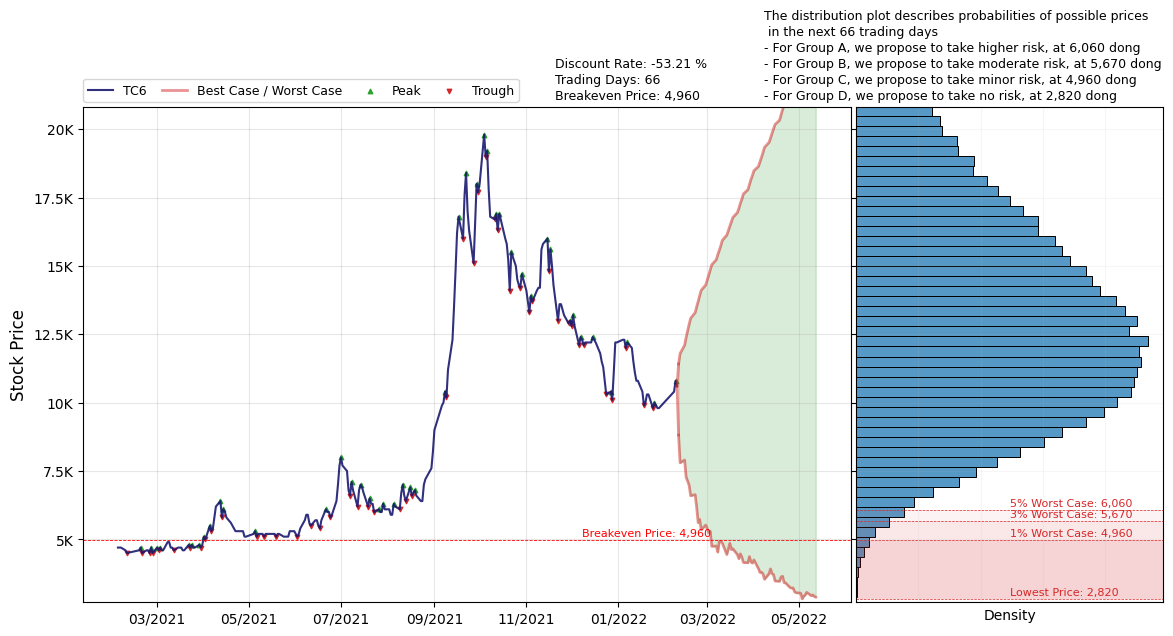 The distribution plot describes probabilities of possible prices
in the next 66 trading days
- For Group A, we propose to take higher risk, at 6,060 dong
- For Group B, we propose to take moderate risk, at 5,670 dong
- For Group C, we propose to take minor risk, at 4,960 dong
- For Group D, we propose to take no risk, at 2,820 dong
Discount Rate: -53.21 %
Trading Days: 66
Breakeven Price: 4,960
TC6 Best Case / Worst Case Peak Trough
Stock Price
20K
17.5K
15K
12.5K
10K
7.5K
5K
Breakeven Price: 4,960
03/2021 05/2021 07/2021 09/2021 11/2021 01/2022 03/2022 05/2022
5% Worst Case: 6,060
3% Worst Case: 5,670
1% Worst Case: 4,960
Lowest Price: 2,820
Density